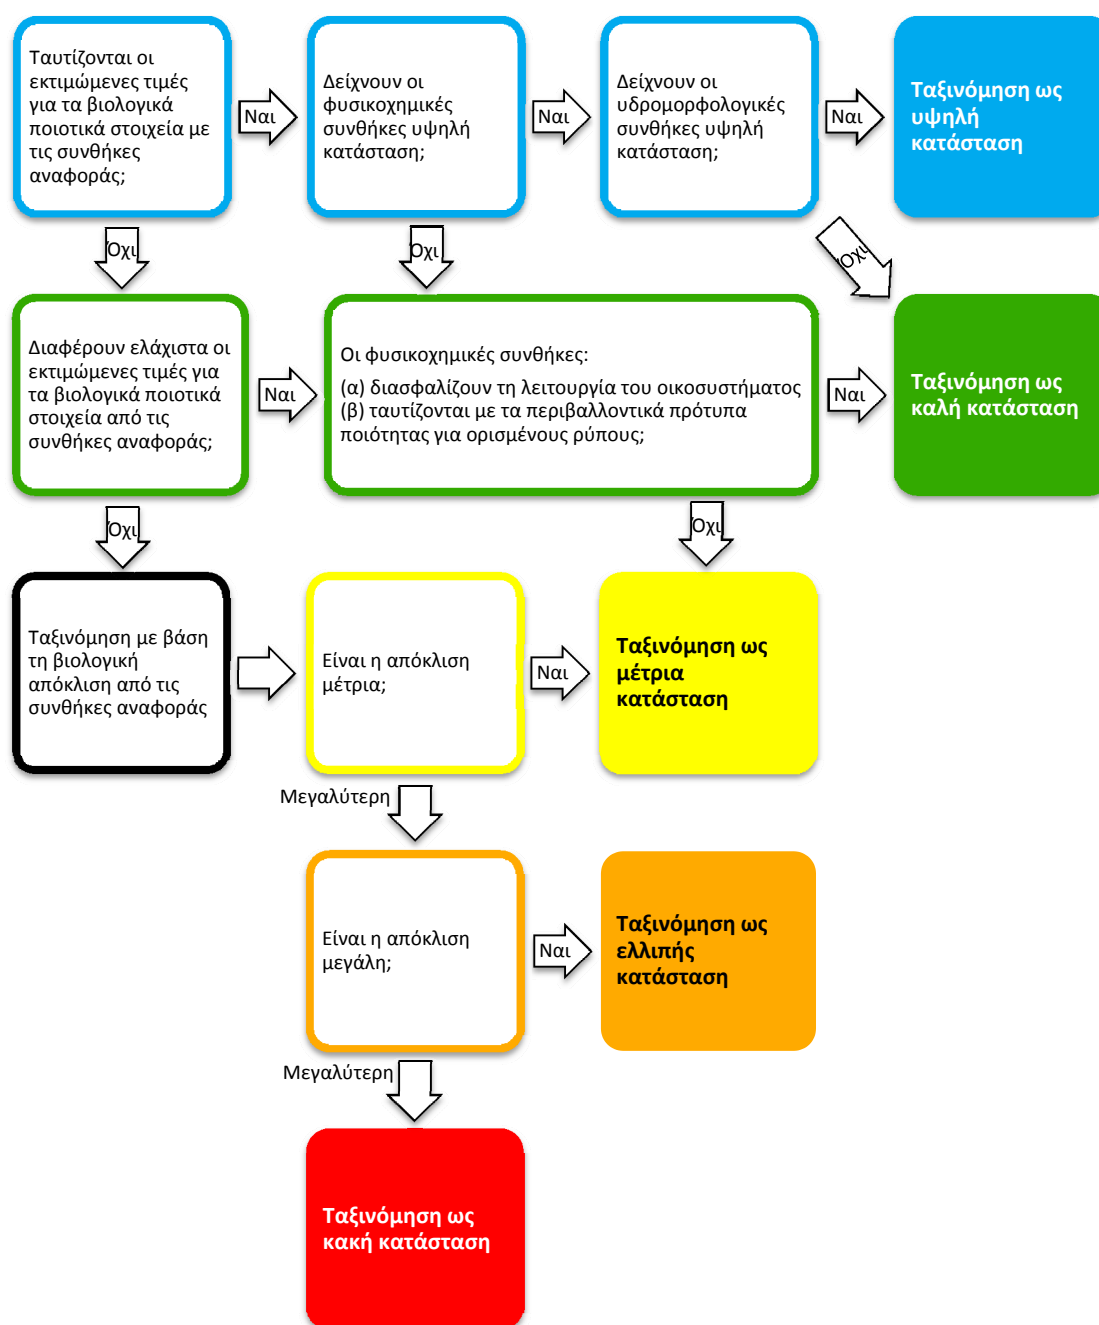 Ταυτίζονται οι
εκτιμώμενες τιμές
για τα βιολογικά
ποιοτικά στοιχεία με
τις συνθήκες
αναφοράς;
Ναι
Δείχνουν οι
φυσικοχημικές
συνθήκες υψηλή
κατάσταση;
Ναι
Δείχνουν οι
υδρομορφολογικές
συνθήκες υψηλή
κατάσταση;
Ναι
Ταξινόμηση ως
υψηλή
κατάσταση
Όχι
Όχι
Όχι
Διαφέρουν ελάχιστα οι
εκτιμώμενες τιμές για
τα βιολογικά ποιοτικά
στοιχεία από τις
συνθήκες αναφοράς;
Ναι
Οι φυσικοχημικές συνθήκες:
(α) διασφαλίζουν τη λειτουργία του οικοσυστήματος
(β) ταυτίζονται με τα περιβαλλοντικά πρότυπα
ποιότητας για ορισμένους ρύπους;
Ναι
Ταξινόμηση ως
καλή κατάσταση
Όχι
Όχι
Ταξινόμηση με βάση
τη βιολογική
απόκλιση από τις
συνθήκες αναφοράς
Είναι η απόκλιση
μέτρια;
Ναι
Ταξινόμηση ως
μέτρια
κατάσταση
Μεγαλύτερη
Είναι η απόκλιση
μεγάλη;
Ναι
Ταξινόμηση ως
ελλιπής
κατάσταση
Μεγαλύτερη
Ταξινόμηση ως
κακή κατάσταση